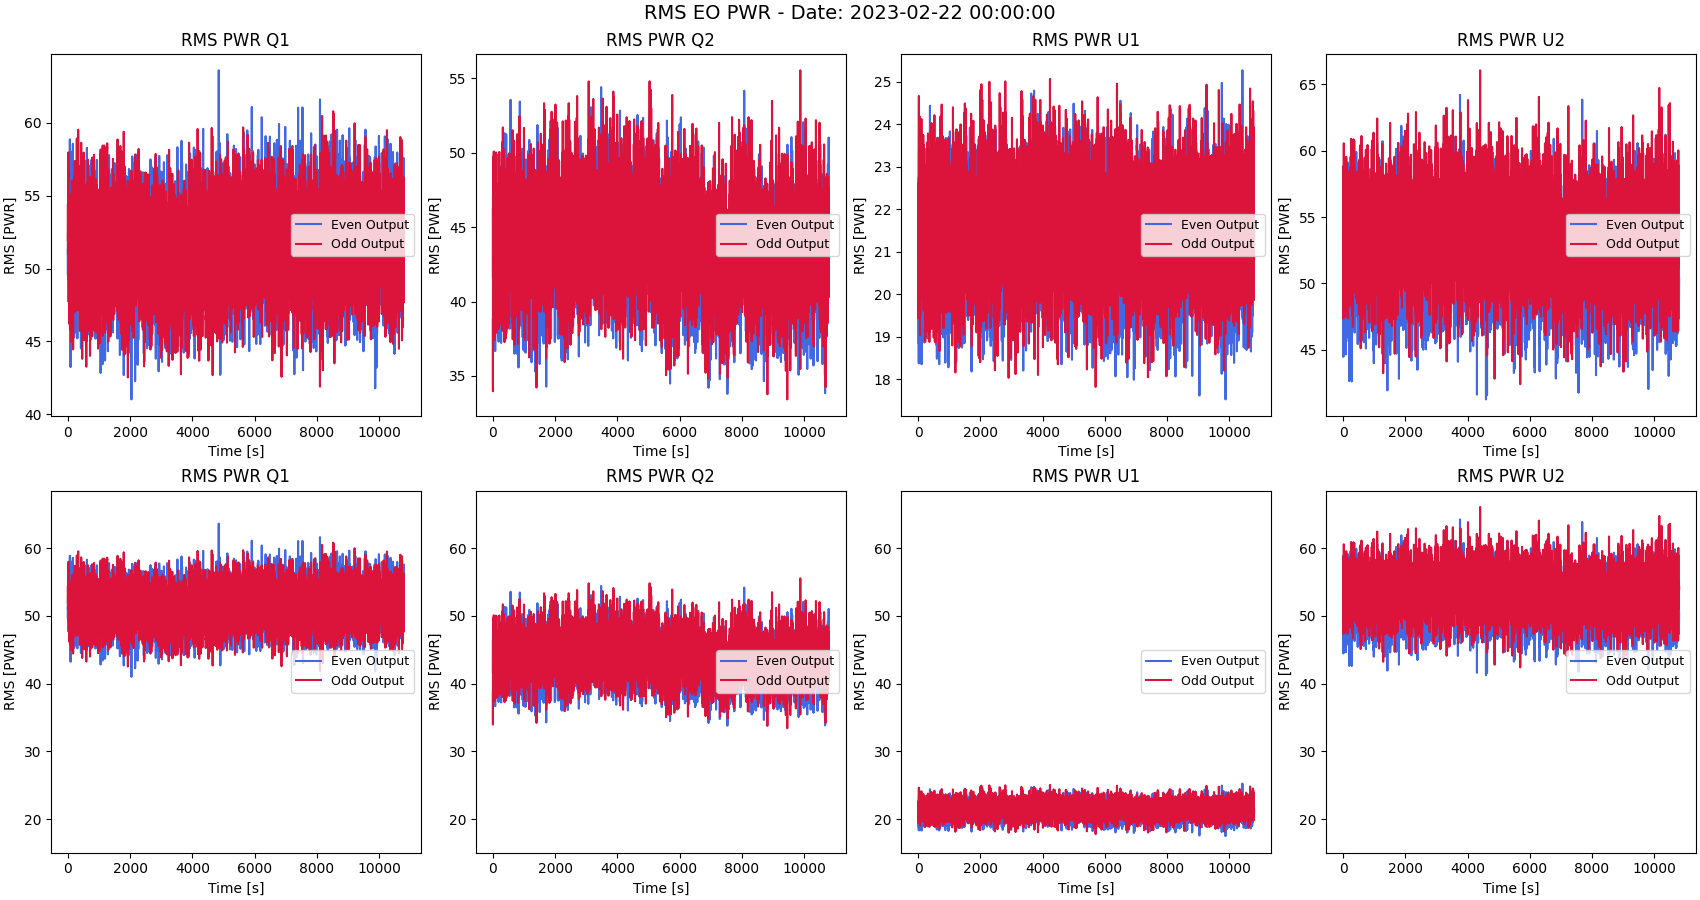 RMS EO PWR - Date: 2023-02-22 00:00:00
RMS PWR Q1
RMS [PWR]
60
55
50
45
40
Even Output
Odd Output
0 2000 4000 6000 8000 10000
Time [s]
RMS PWR Q2
RMS [PWR]
55
50
45
40
35
Even Output
Odd Output
0 2000 4000 6000 8000 10000
Time [s]
RMS PWR U1
RMS [PWR]
25
24
23
22
21
20
19
18
Even Output
Odd Output
0 2000 4000 6000 8000 10000
Time [s]
RMS PWR U2
RMS [PWR]
65
60
55
50
45
Even Output
Odd Output
0 2000 4000 6000 8000 10000
Time [s]
RMS PWR Q1
RMS [PWR]
60
50
40
30
20
Even Output
Odd Output
0 2000 4000 6000 8000 10000
Time [s]
RMS PWR Q2
RMS [PWR]
60
50
40
30
20
Even Output
Odd Output
0 2000 4000 6000 8000 10000
Time [s]
RMS PWR U1
RMS [PWR]
60
50
40
30
20
Even Output
Odd Output
0 2000 4000 6000 8000 10000
Time [s]
RMS PWR U2
RMS [PWR]
60
50
40
30
20
Even Output
Odd Output
0 2000 4000 6000 8000 10000
Time [s]